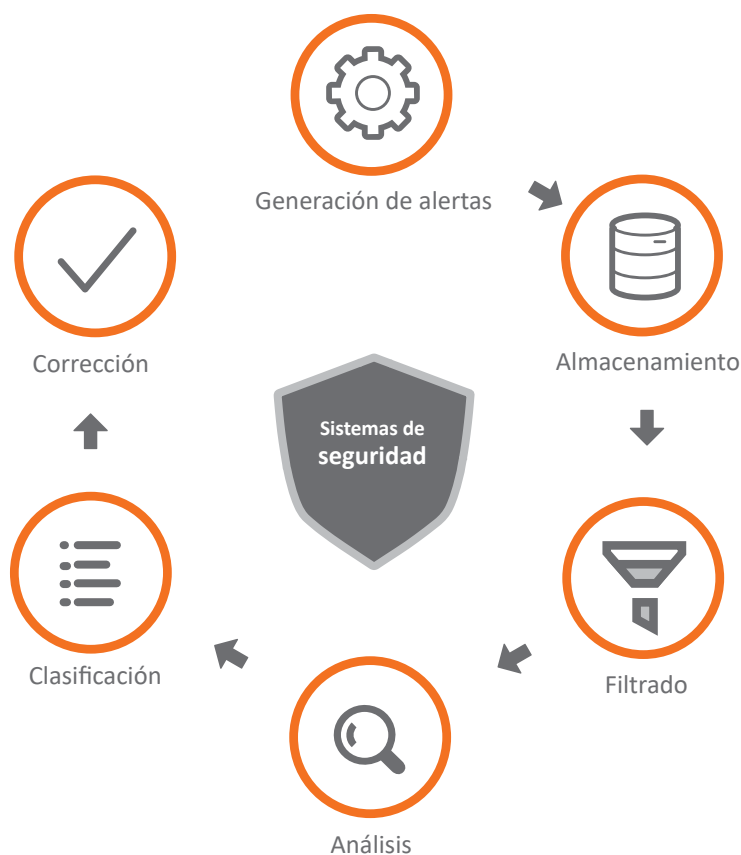 Generación de alertas
Almacenamiento
Filtrado
Análisis
Clasificación
Corrección
Sistemas de
seguridad